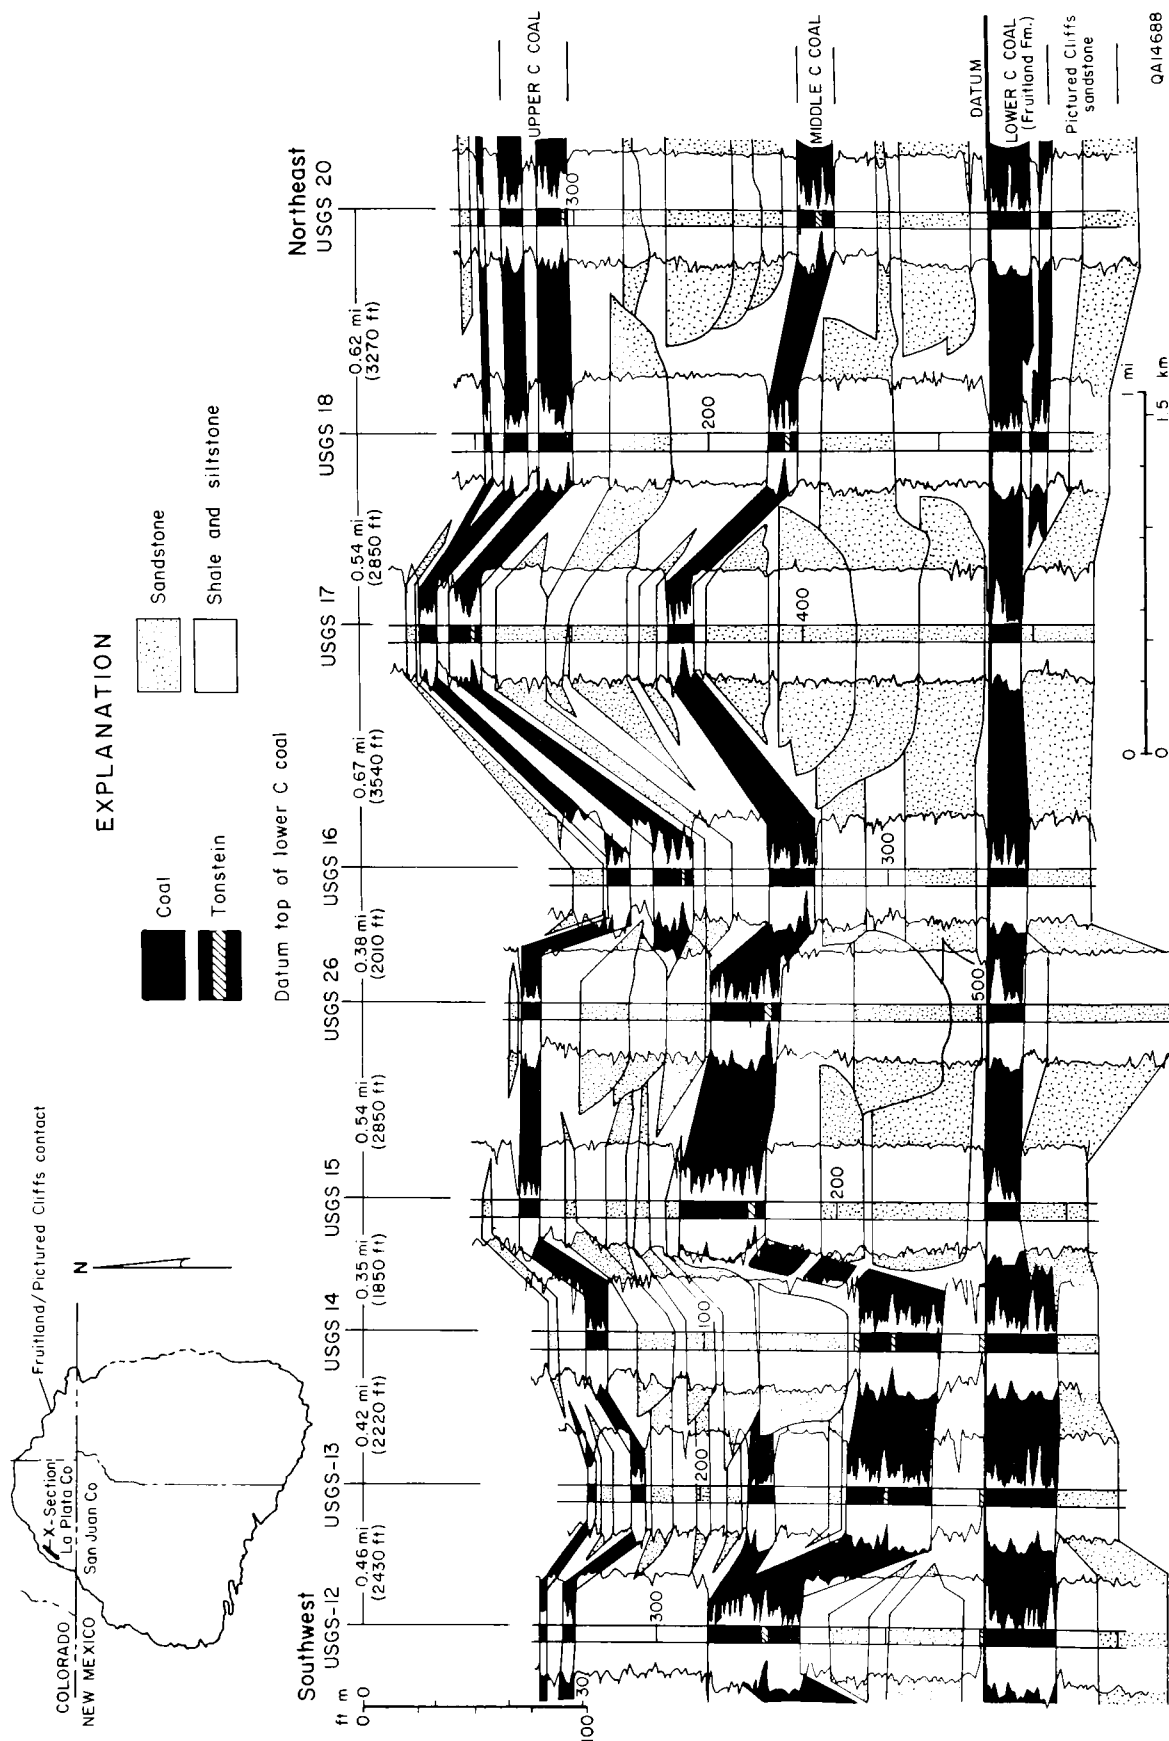 COLORADO
NEW MEXICO
X-Section
La Plata Co
San Juan Co
Fruitland/Pictured Cliffs contact
N
EXPLANATION
Coal
Tonstein
Sandstone
Shale and siltstone
Datum top of lower C coal
Southwest
Northeast
USGS-12
USGS-13
USGS 14
USGS 15
USGS 26
USGS 16
USGS 17
USGS 18
USGS 20
ft m
0 0
100 30
0.46 mi
(2430 ft)
0.42 mi
(2220 ft)
0.35 mi
(1850 ft)
0.54 mi
(2850 ft)
0.38 mi
(2010 ft)
0.67 mi
(3540 ft)
0.54 mi
(2850 ft)
0.62 mi
(3270 ft)
300
200
100
200
500
300
400
200
300
UPPER C COAL
MIDDLE C COAL
DATUM
LOWER C COAL
(Fruitland Fm.)
Pictured Cliffs
sandstone
0 1 mi
0 1.5 km
QA14688